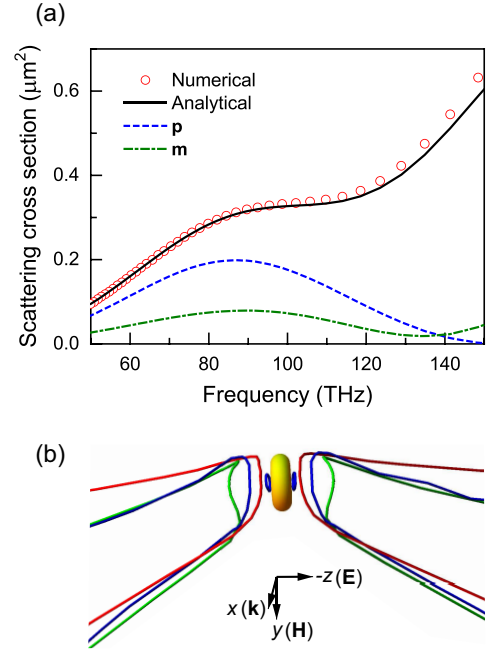 (a)
Scattering cross section (μm²)
0.6
0.4
0.2
0.0
Numerical
Analytical
p
m
60 80 100 120 140
Frequency (THz)
(b)
-z (E)
x (k)
y (H)